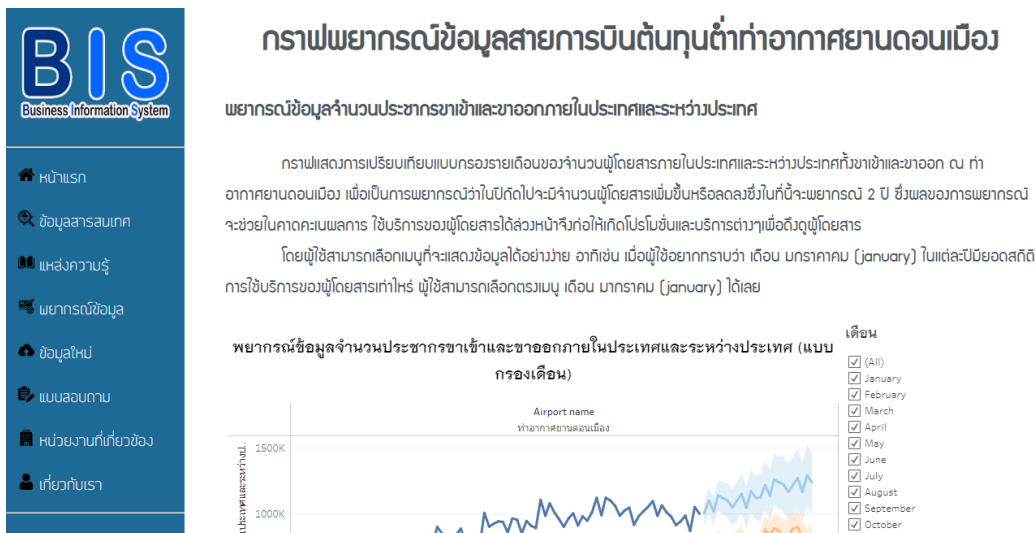 BIS
Business Information System
หน้าแรก
ข้อมูลสารสนเทศ
แหล่งความรู้
พยากรณ์ข้อมูล
ข้อมูลใหม่
แบบสอบถาม
หน่วยงานที่เกี่ยวข้อง
เกี่ยวกับเรา
กราฟพยากรณ์ข้อมูลสายการบินต้นทุนต่ำท่าอากาศยานดอนเมือง
พยากรณ์ข้อมูลจำนวนประชากรขาเข้าและขาออกภายในประเทศและระหว่างประเทศ
กราฟแสดงการเปรียบเทียบแบบกรองรายเดือนของจำนวนผู้โดยสารภายในประเทศและระหว่างประเทศทั้งขาเข้าและขาออก ณ ท่า
อากาศยานดอนเมือง เพื่อเป็นการพยากรณ์ว่าในปีถัดไปจะมีจำนวนผู้โดยสารเพิ่มขึ้นหรือลดลงซึ่งในที่นี้จะพยากรณ์ 2 ปี ซึ่งผลของการพยากรณ์
จะช่วยในคาดคะเนผลการ ใช้บริการของผู้โดยสารได้ล่วงหน้าจึงก่อให้เกิดโปรโมชั่นและบริการต่างๆเพื่อดึงดูผู้โดยสาร
โดยผู้ใช้สามารถเลือกเมนูที่จะแสดงข้อมูลได้อย่างง่าย อาทิเช่น เมื่อผู้ใช้อยากทราบว่า เดือน มกราคาคม (january) ในแต่ละปีมียอดสถิติ
การใช้บริการของผู้โดยสารเท่าไหร่ ผู้ใช้สามารถเลือกตรงเมนู เดือน มากราคม (january) ได้เลย
พยากรณ์ข้อมูลจำนวนประชากรขาเข้าและขาออกภายในประเทศและระหว่างประเทศ (แบบ
กรองเดือน)
Airport name
ท่าอากาศยานดอนเมือง
1500K
1000K
เดือน
(All)
January
February
March
April
May
June
July
August
September
October